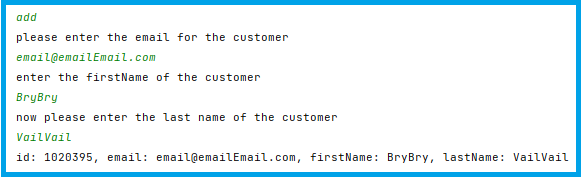 add
please enter the email for the customer
email@emailEmail.com
enter the firstName of the customer
BryBry
now please enter the last name of the customer
VailVail
id: 1020395, email: email@emailEmail.com, firstName: BryBry, lastName: VailVail